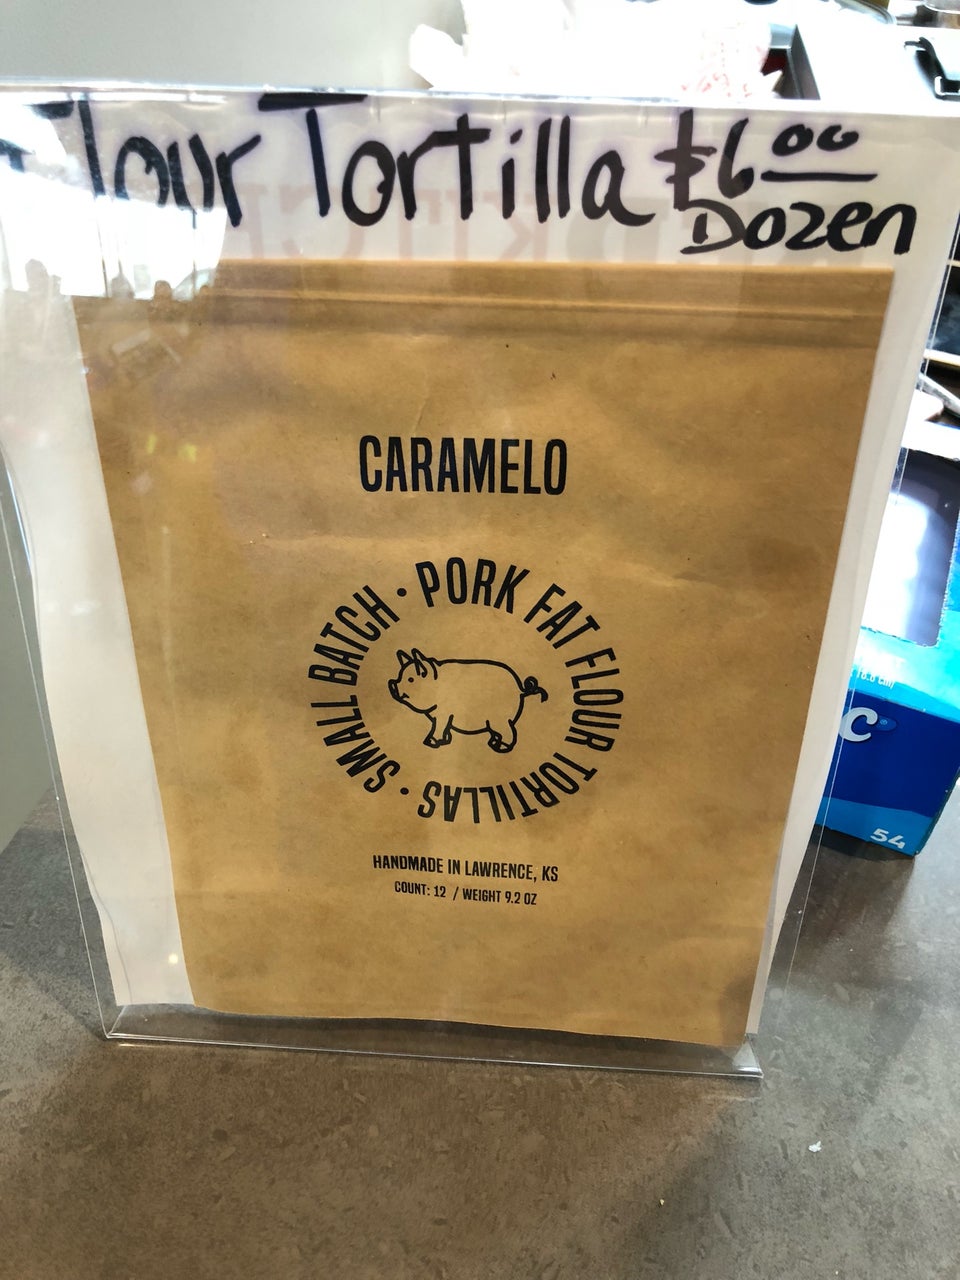 Flour Tortilla $6.00
Dozen
CARAMELO
SMALL BATCH · PORK FAT FLOUR TORTILLAS ·
HANDMADE IN LAWRENCE, KS
COUNT: 12 / WEIGHT 9.2 OZ
C®
54